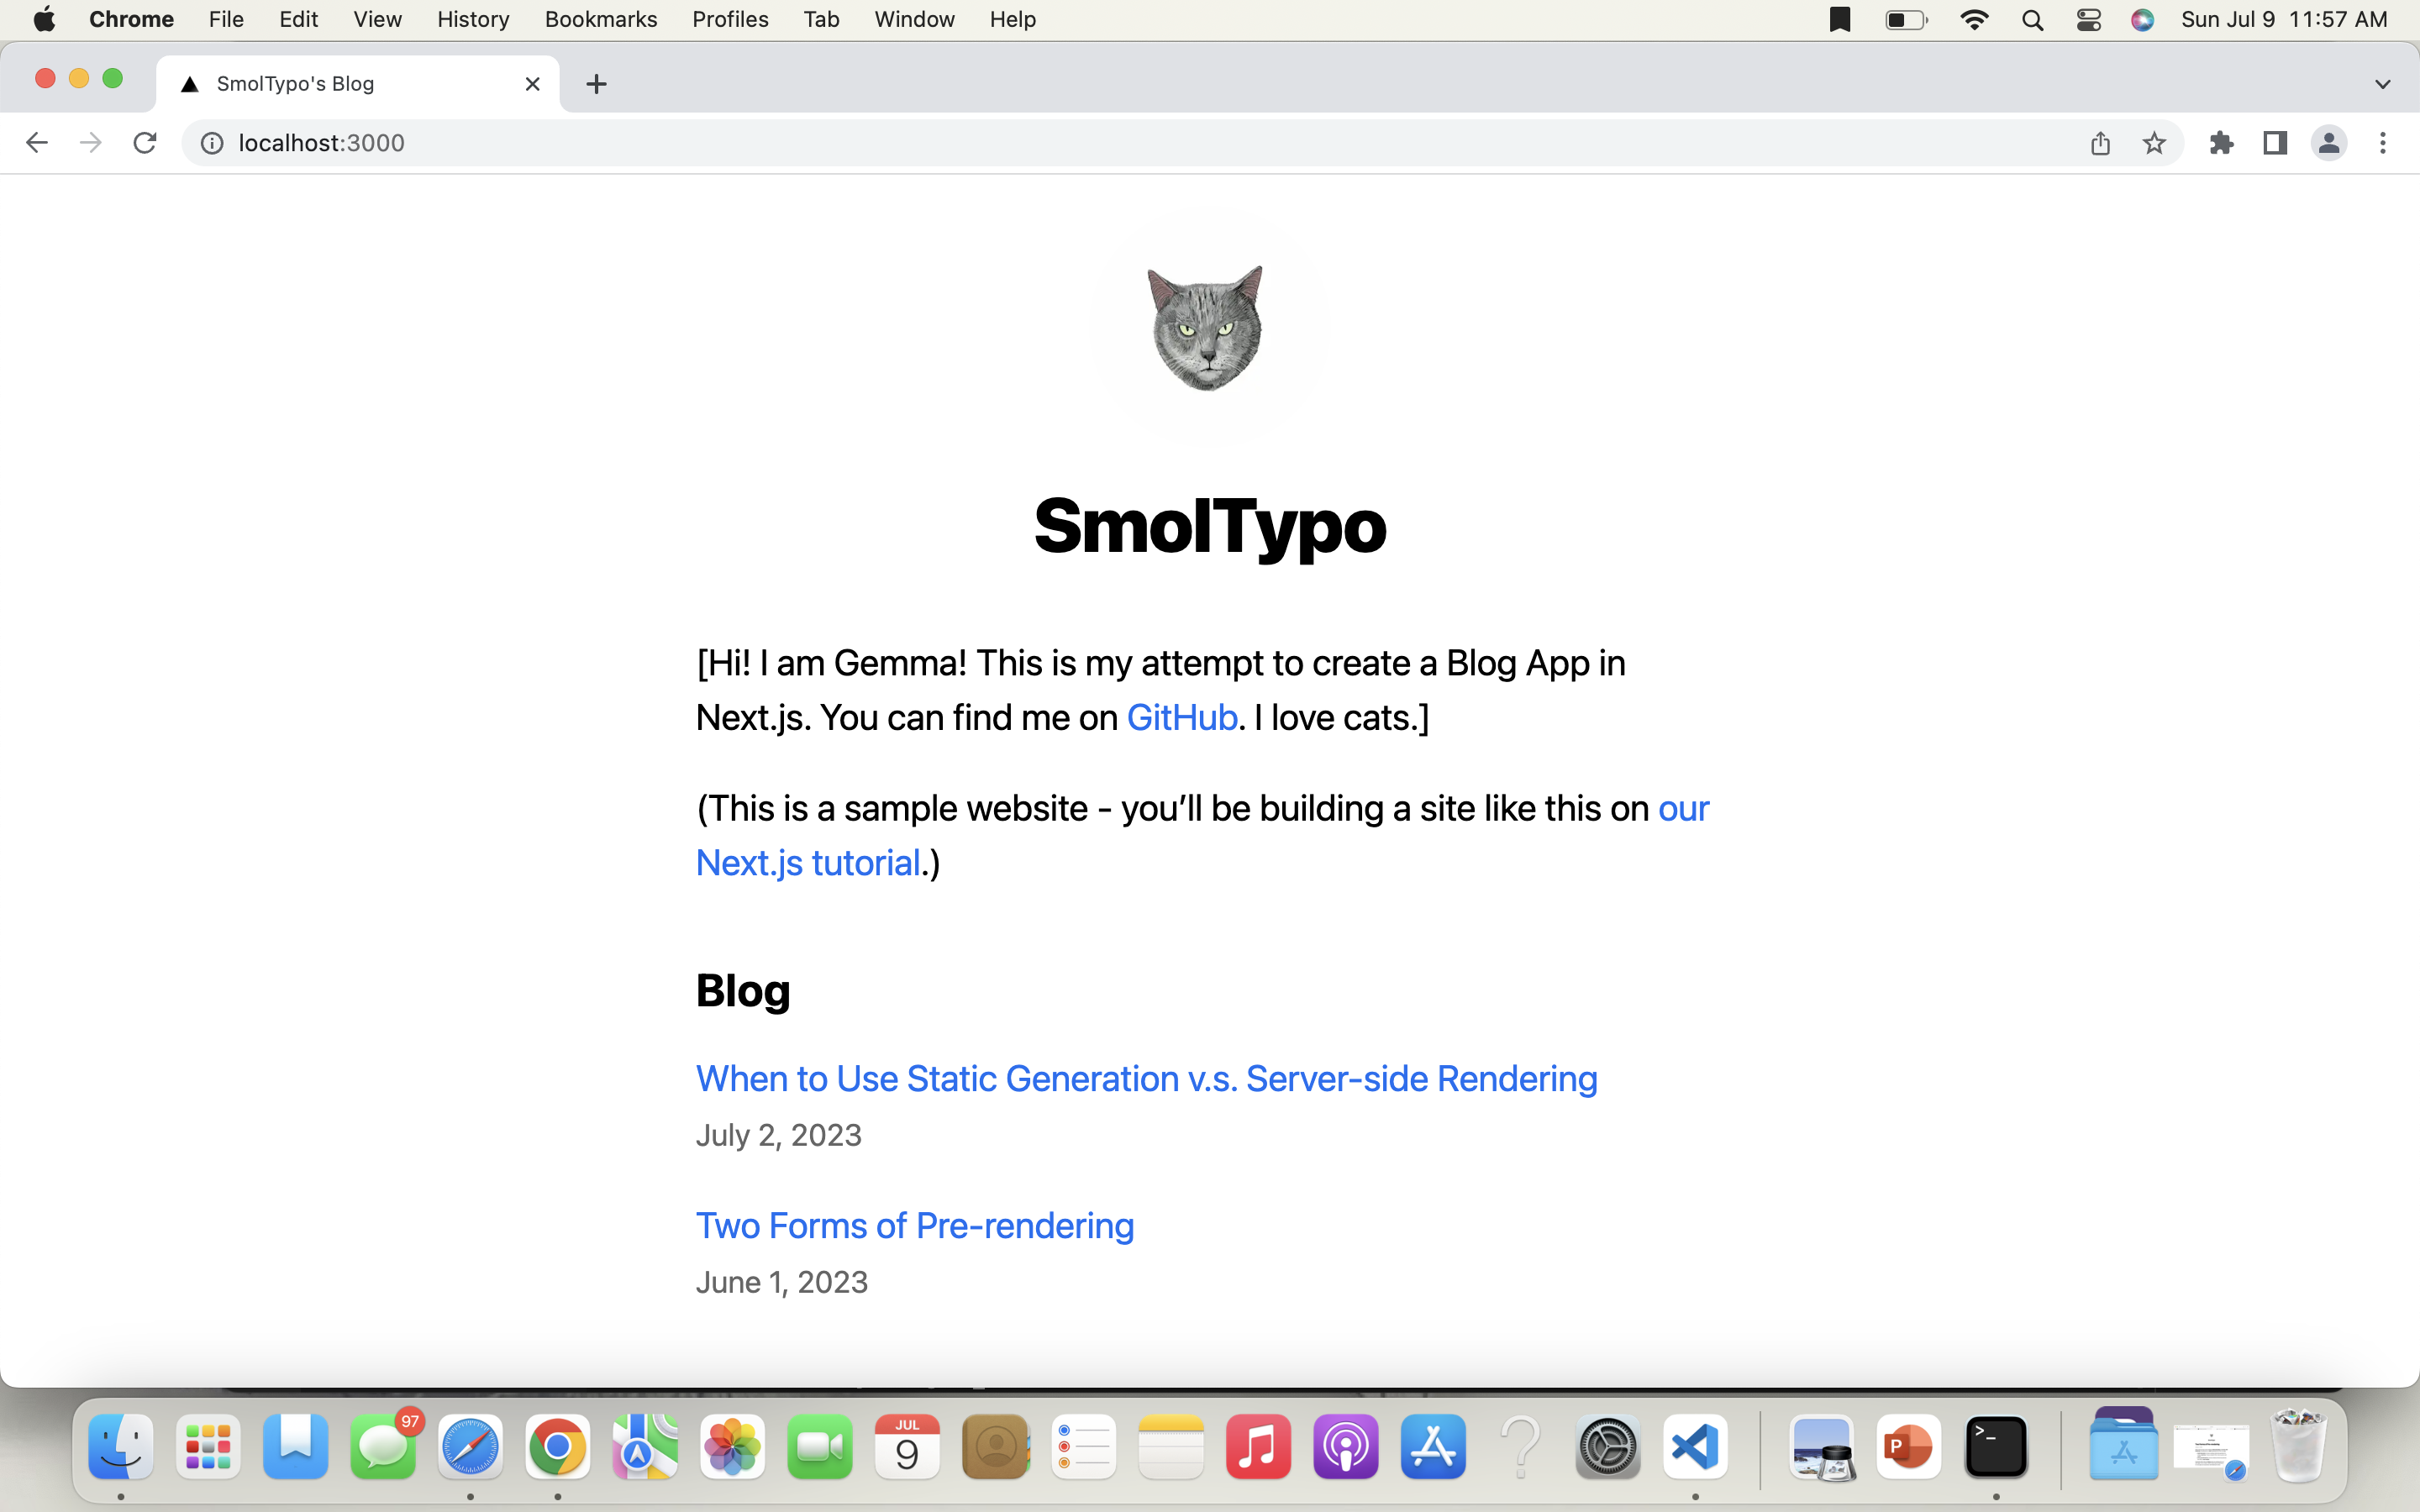 Chrome File Edit View History Bookmarks Profiles Tab Window Help Sun Jul 9 11:57 AM
SmolTypo's Blog
localhost:3000
SmolTypo
[Hi! I am Gemma! This is my attempt to create a Blog App in
Next.js. You can find me on GitHub. I love cats.]
(This is a sample website - you’ll be building a site like this on our
Next.js tutorial.)
Blog
When to Use Static Generation v.s. Server-side Rendering
July 2, 2023
Two Forms of Pre-rendering
June 1, 2023
97
JUL
9
P
>_